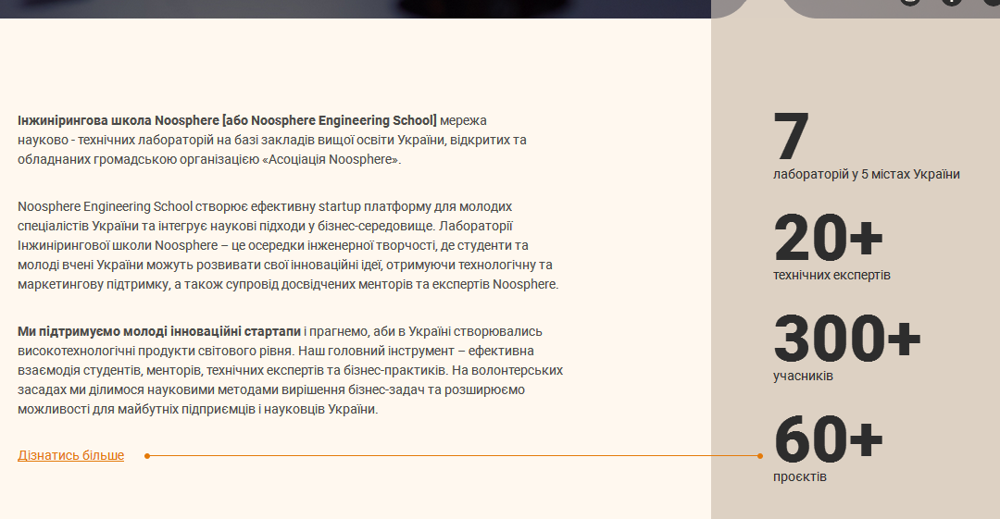 Інжинірингова школа Noosphere [або Noosphere Engineering School] мережа
науково - технічних лабораторій на базі закладів вищої освіти України, відкритих та
обладнаних громадською організацією «Асоціація Noosphere».
Noosphere Engineering School створює ефективну startup платформу для молодих
спеціалістів України та інтегрує наукові підходи у бізнес-середовище. Лабораторії
Інжинірингової школи Noosphere – це осередки інженерної творчості, де студенти та
молоді вчені України можуть розвивати свої інноваційні ідеї, отримуючи технологічну та
маркетингову підтримку, а також супровід досвідчених менторів та експертів Noosphere.
Ми підтримуємо молоді інноваційні стартапи і прагнемо, аби в Україні створювались
високотехнологічні продукти світового рівня. Наш головний інструмент – ефективна
взаємодія студентів, менторів, технічних експертів та бізнес-практиків. На волонтерських
засадах ми ділимося науковими методами вирішення бізнес-задач та розширюємо
можливості для майбутніх підприємців і науковців України.
Дізнатись більше
7
лабораторій у 5 містах України
20+
технічних експертів
300+
учасників
60+
проєктів